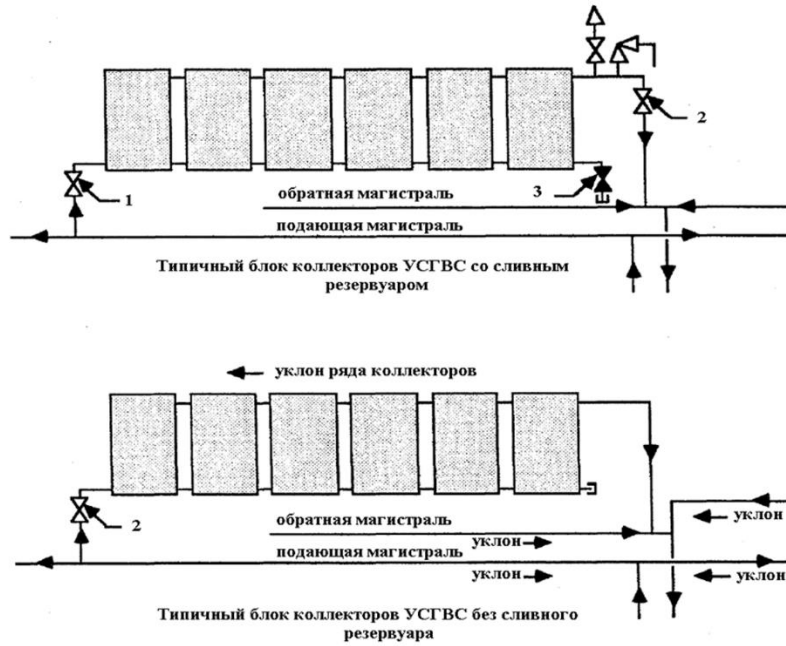 2
1
3
обратная магистраль
подающая магистраль
Типичный блок коллекторов УСГВС со сливным
резервуаром
уклон ряда коллекторов
2
обратная магистраль
уклон
уклон
подающая магистраль
уклон
уклон
Типичный блок коллекторов УСГВС без сливного
резервуара